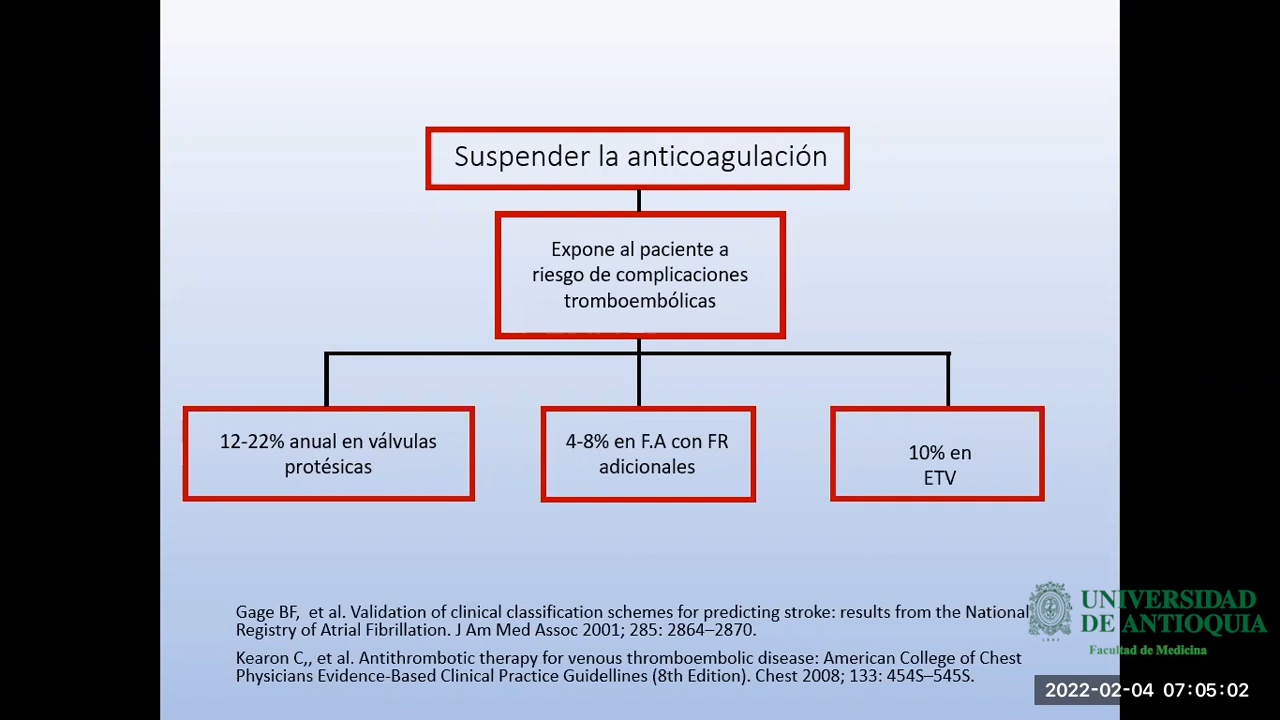 Suspender la anticoagulación
Expone al paciente a
riesgo de complicaciones
tromboembólicas
12-22% anual en válvulas
protésicas
4-8% en F.A con FR
adicionales
10% en
ETV
Gage BF, et al. Validation of clinical classification schemes for predicting stroke: results from the National
Registry of Atrial Fibrillation. J Am Med Assoc 2001; 285: 2864–2870.
Kearon C,, et al. Antithrombotic therapy for venous thromboembolic disease: American College of Chest
Physicians Evidence-Based Clinical Practice Guidelines (8th Edition). Chest 2008; 133: 454S–545S.
UNIVERSIDAD
DE ANTIOQUIA
Facultad de Medicina
2022-02-04 07:05:02